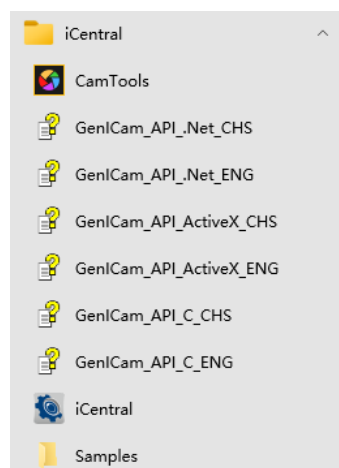 iCentral
CamTools
GenICam_API_.Net_CHS
GenICam_API_.Net_ENG
GenICam_API_ActiveX_CHS
GenICam_API_ActiveX_ENG
GenICam_API_C_CHS
GenICam_API_C_ENG
iCentral
Samples